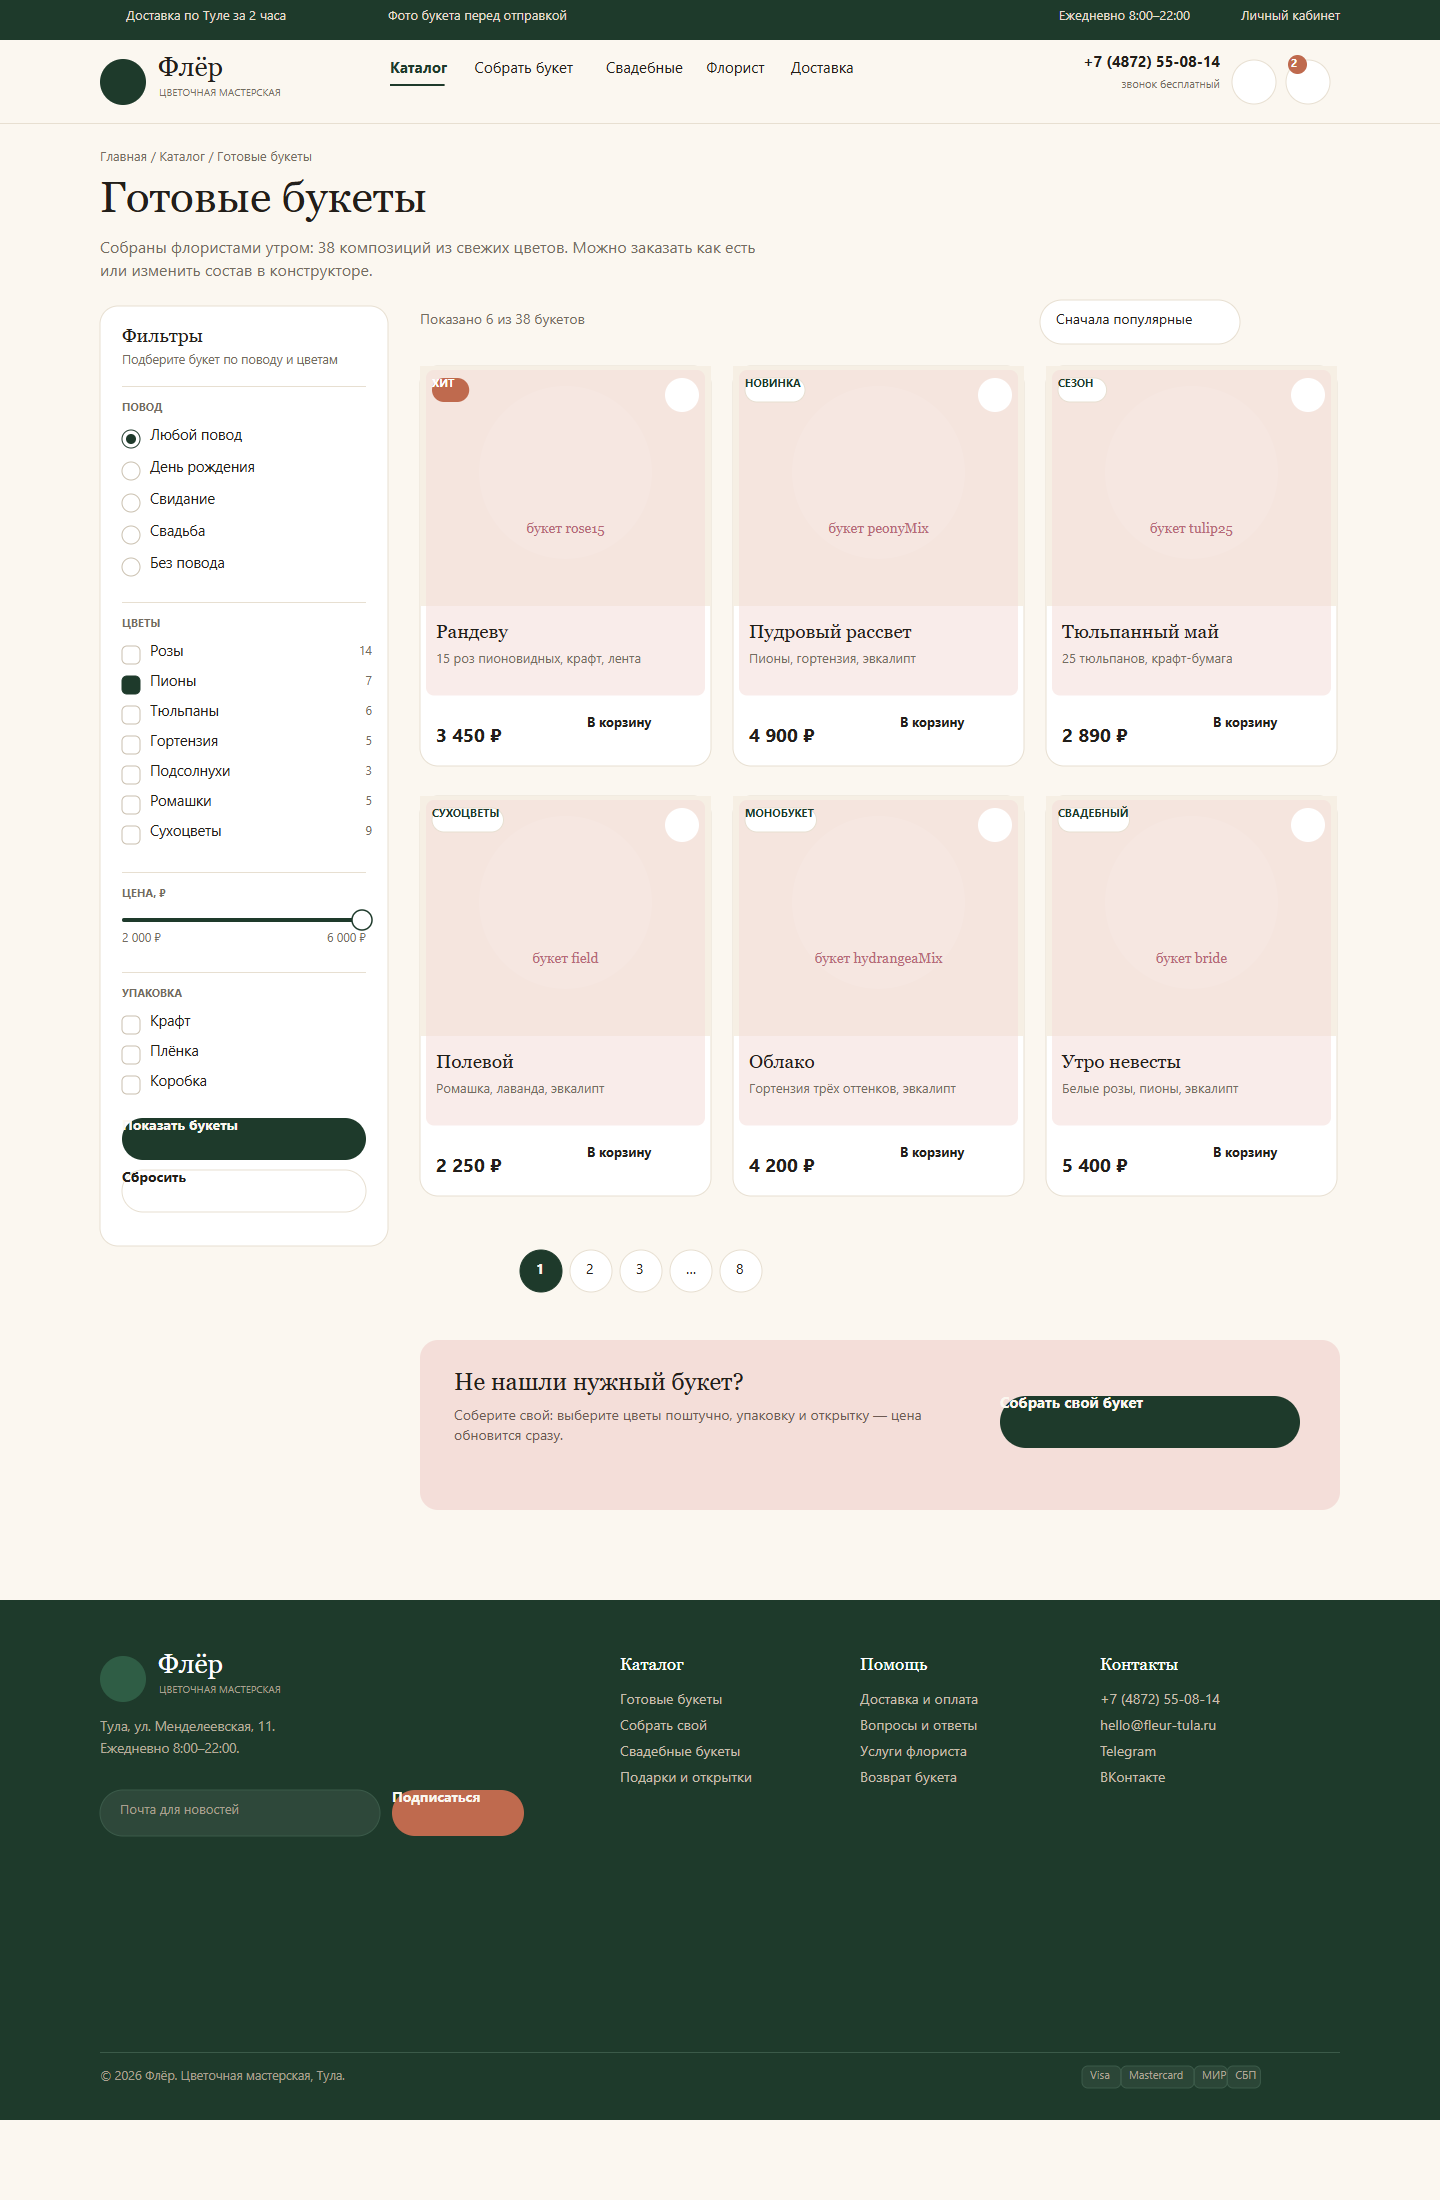 Доставка по Туле за 2 часа
Фото букета перед отправкой
Ежедневно 8:00–22:00
Личный кабинет
Флёр
ЦВЕТОЧНАЯ МАСТЕРСКАЯ
Каталог
Собрать букет
Свадебные
Флорист
Доставка
+7 (4872) 55-08-14
звонок бесплатный
2
Главная / Каталог / Готовые букеты
Готовые букеты
Собраны флористами утром: 38 композиций из свежих цветов. Можно заказать как есть
или изменить состав в конструкторе.
Фильтры
Подберите букет по поводу и цветам
ПОВОД
Любой повод
День рождения
Свидание
Свадьба
Без повода
ЦВЕТЫ
Розы 14
Пионы 7
Тюльпаны 6
Гортензия 5
Подсолнухи 3
Ромашки 5
Сухоцветы 9
ЦЕНА, ₽
2 000 ₽ 6 000 ₽
УПАКОВКА
Крафт
Плёнка
Коробка
Показать букеты
Сбросить
Показано 6 из 38 букетов
Сначала популярные
ХИТ
букет rose15
Рандеву
15 роз пионовидных, крафт, лента
3 450 ₽
В корзину
НОВИНКА
букет peonyMix
Пудровый рассвет
Пионы, гортензия, эвкалипт
4 900 ₽
В корзину
СЕЗОН
букет tulip25
Тюльпанный май
25 тюльпанов, крафт-бумага
2 890 ₽
В корзину
СУХОЦВЕТЫ
букет field
Полевой
Ромашка, лаванда, эвкалипт
2 250 ₽
В корзину
МОНОБУКЕТ
букет hydrangeaMix
Облако
Гортензия трёх оттенков, эвкалипт
4 200 ₽
В корзину
СВАДЕБНЫЙ
букет bride
Утро невесты
Белые розы, пионы, эвкалипт
5 400 ₽
В корзину
1 2 3 ... 8
Не нашли нужный букет?
Соберите свой: выберите цветы поштучно, упаковку и открытку — цена
обновится сразу.
Собрать свой букет
Флёр
ЦВЕТОЧНАЯ МАСТЕРСКАЯ
Тула, ул. Менделеевская, 11.
Ежедневно 8:00–22:00.
Почта для новостей
Подписаться
Каталог
Готовые букеты
Собрать свой
Свадебные букеты
Подарки и открытки
Помощь
Доставка и оплата
Вопросы и ответы
Услуги флориста
Возврат букета
Контакты
+7 (4872) 55-08-14
hello@fleur-tula.ru
Telegram
ВКонтакте
© 2026 Флёр. Цветочная мастерская, Тула.
Visa Mastercard МИР СБП